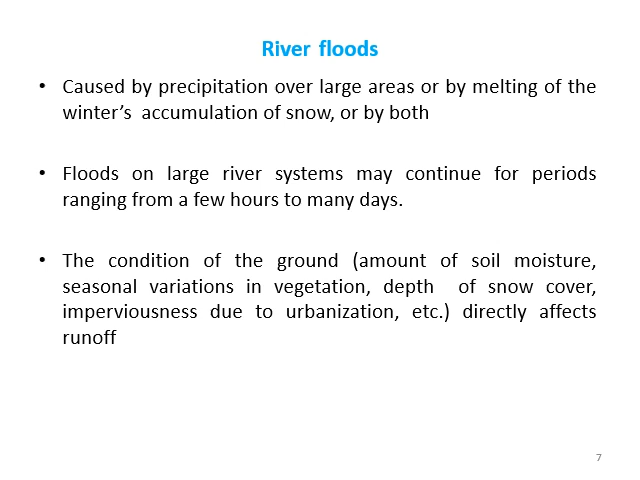 River floods
• Caused by precipitation over large areas or by melting of the
winter’s accumulation of snow, or by both
• Floods on large river systems may continue for periods
ranging from a few hours to many days.
• The condition of the ground (amount of soil moisture,
seasonal variations in vegetation, depth of snow cover,
imperviousness due to urbanization, etc.) directly affects
runoff
7